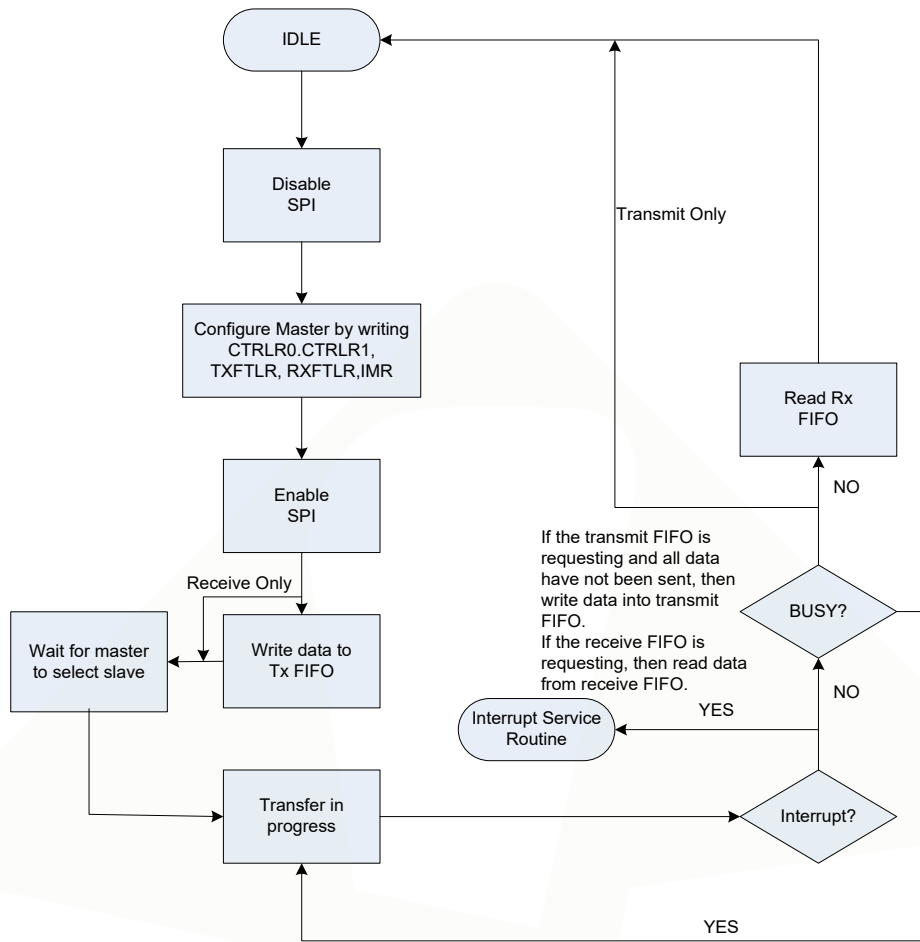 IDLE
Disable
SPI
Transmit Only
Configure Master by writing
CTRLR0.CTRLR1,
TXFTLR, RXFTLR,IMR
Read Rx
FIFO
Enable
SPI
NO
If the transmit FIFO is
requesting and all data
have not been sent, then
write data into transmit
FIFO.
If the receive FIFO is
requesting, then read data
from receive FIFO.
Receive Only
BUSY?
Wait for master
to select slave
Write data to
Tx FIFO
NO
YES
Interrupt Service
Routine
Transfer in
progress
Interrupt?
YES